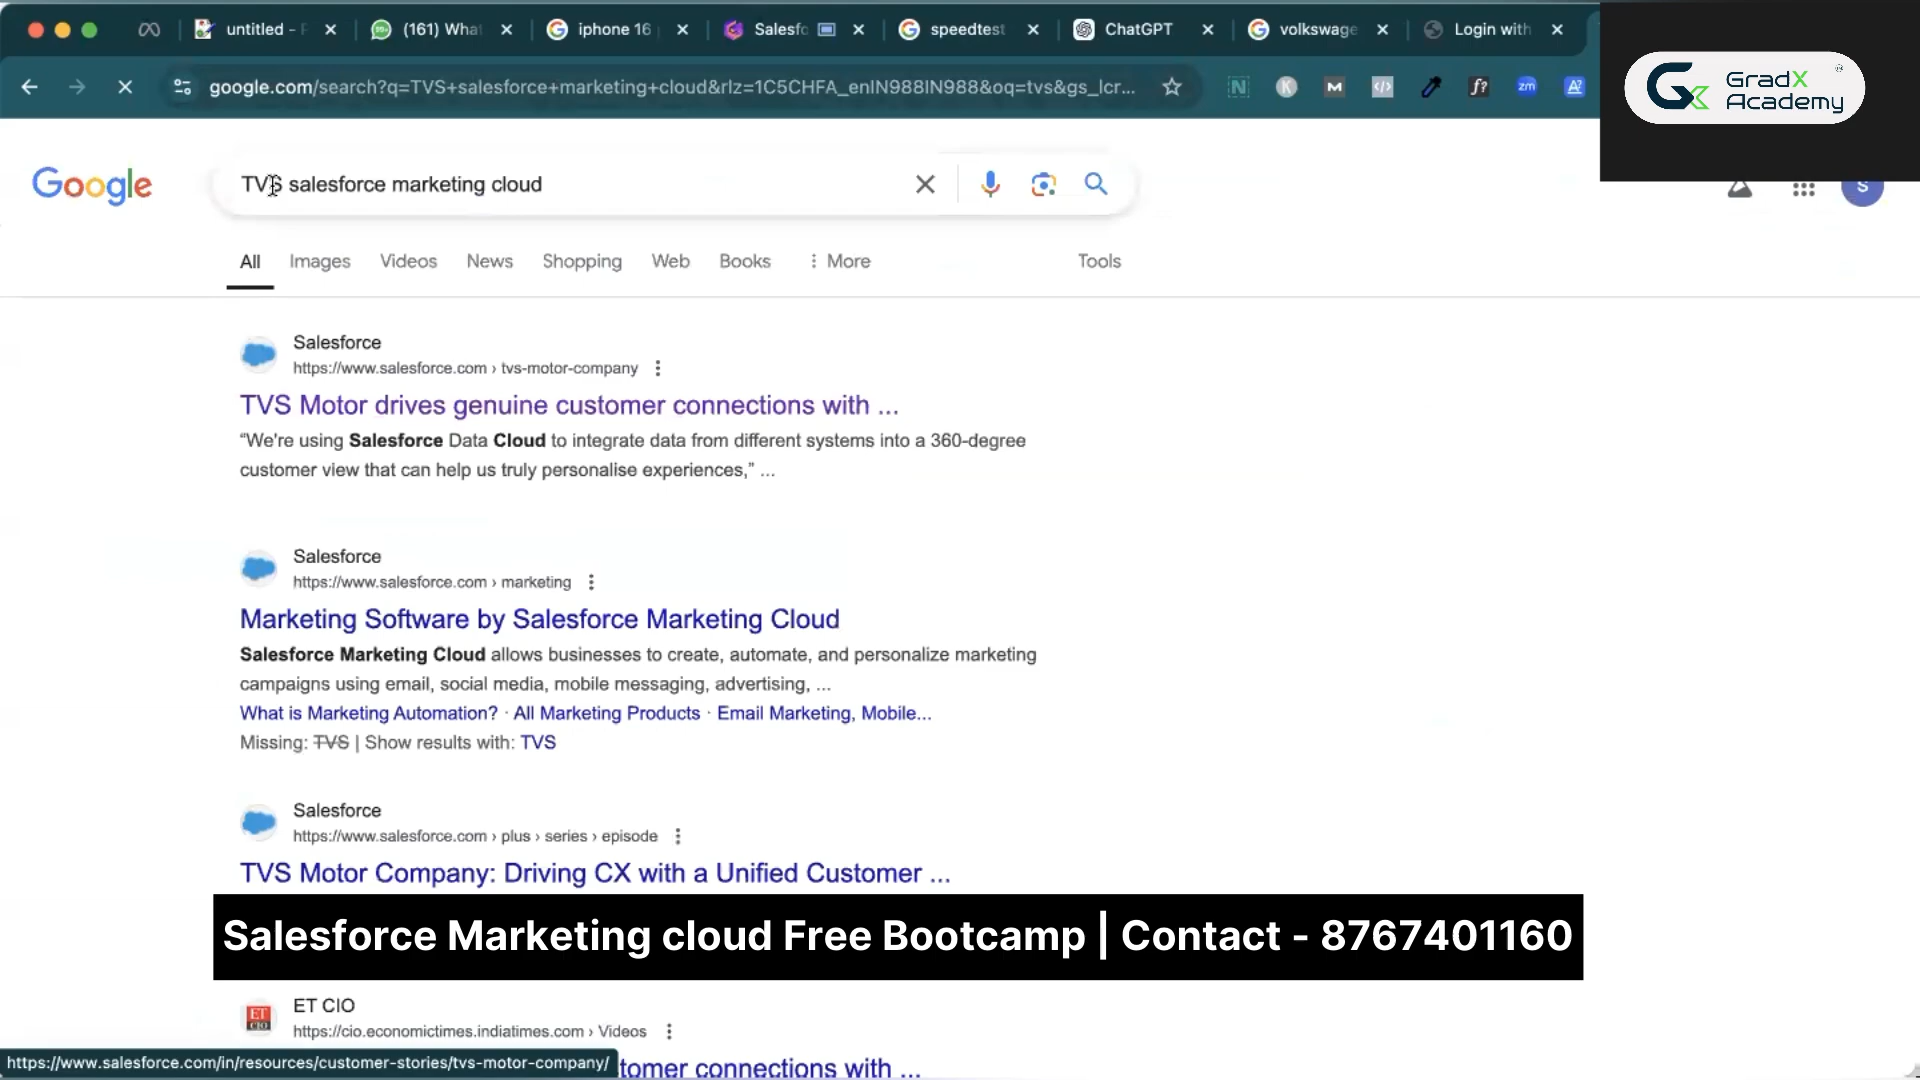 untitled - F
(161) What
iphone 16
Salesfo
speedtest
ChatGPT
volkswage
Login with
google.com/search?q=TVS+salesforce+marketing+cloud&rlz=1C5CHFA_enIN988IN988&oq=tvs&gs_lcr...
GradX
Academy
Google
TVS salesforce marketing cloud
S
All Images Videos News Shopping Web Books More Tools
Salesforce
https://www.salesforce.com › tvs-motor-company
TVS Motor drives genuine customer connections with ...
“We're using Salesforce Data Cloud to integrate data from different systems into a 360-degree
customer view that can help us truly personalise experiences,” ...
Salesforce
https://www.salesforce.com › marketing
Marketing Software by Salesforce Marketing Cloud
Salesforce Marketing Cloud allows businesses to create, automate, and personalize marketing
campaigns using email, social media, mobile messaging, advertising, ...
What is Marketing Automation? · All Marketing Products · Email Marketing, Mobile...
Missing: TVS | Show results with: TVS
Salesforce
https://www.salesforce.com › plus › series › episode
TVS Motor Company: Driving CX with a Unified Customer ...
Salesforce Marketing cloud Free Bootcamp | Contact - 8767401160
ET CIO
https://cio.economictimes.indiatimes.com › Videos
https://www.salesforce.com/in/resources/customer-stories/tvs-motor-company/
tomer connections with ...